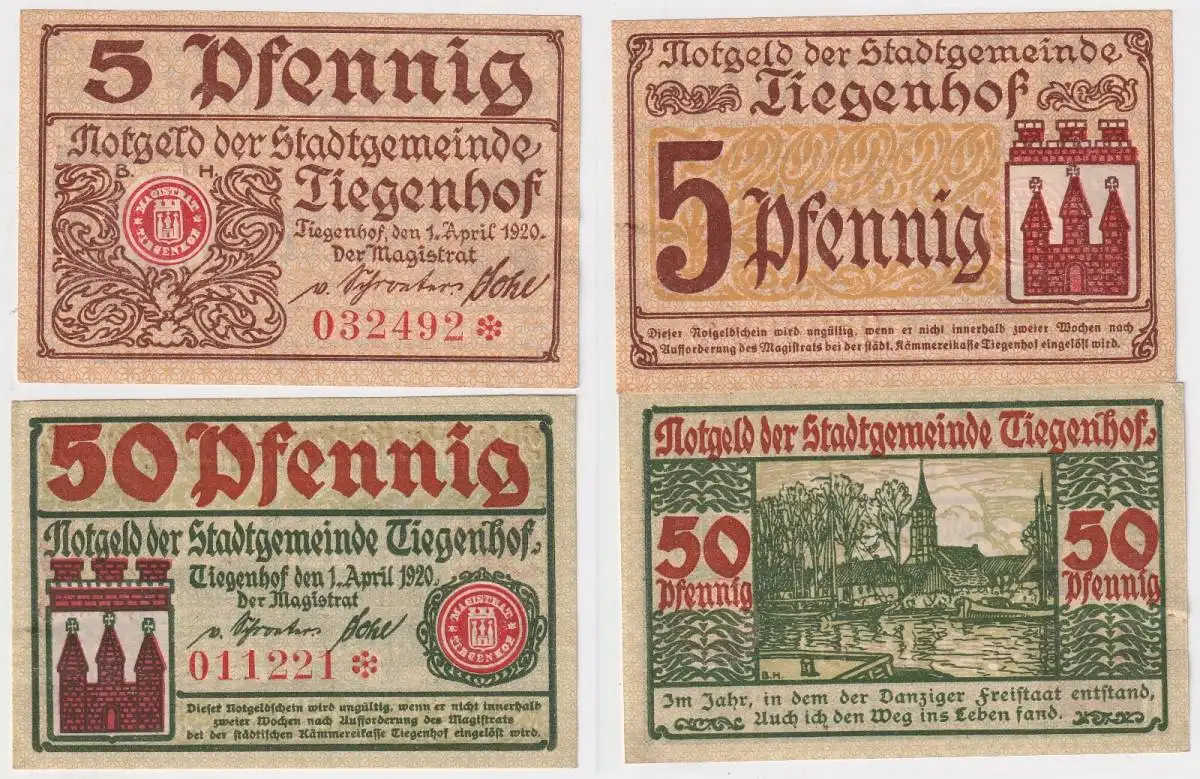 5 Pfennig
Notgeld der Stadtgemeinde
B. H.
Tiegenhof
MAGISTRAT
TIEGENHOF
Tiegenhof, den 1. April 1920.
Der Magistrat
032492*
Notgeld der Stadtgemeinde
Tiegenhof
5 Pfennig
Dieser Notgeldschein wird ungültig, wenn er nicht innerhalb zweier Wochen nach
Aufforderung des Magistrats bei der städt. Kämmereikasse Tiegenhof eingelöst wird.
50 Pfennig
Notgeld der Stadtgemeinde Tiegenhof.
Tiegenhof den 1. April 1920.
Der Magistrat
MAGISTRAT
TIEGENHOF
011221*
Dieser Notgeldschein wird ungültig, wenn er nicht innerhalb
zweier Wochen nach Aufforderung des Magistrats
bei der städtischen Kämmereikasse Tiegenhof eingelöst wird.
Notgeld der Stadtgemeinde Tiegenhof.
50
Pfennig
50
Pfennig
B.H.
Im Jahr, in dem der Danziger Freistaat entstand,
Auch ich den Weg ins Leben fand.